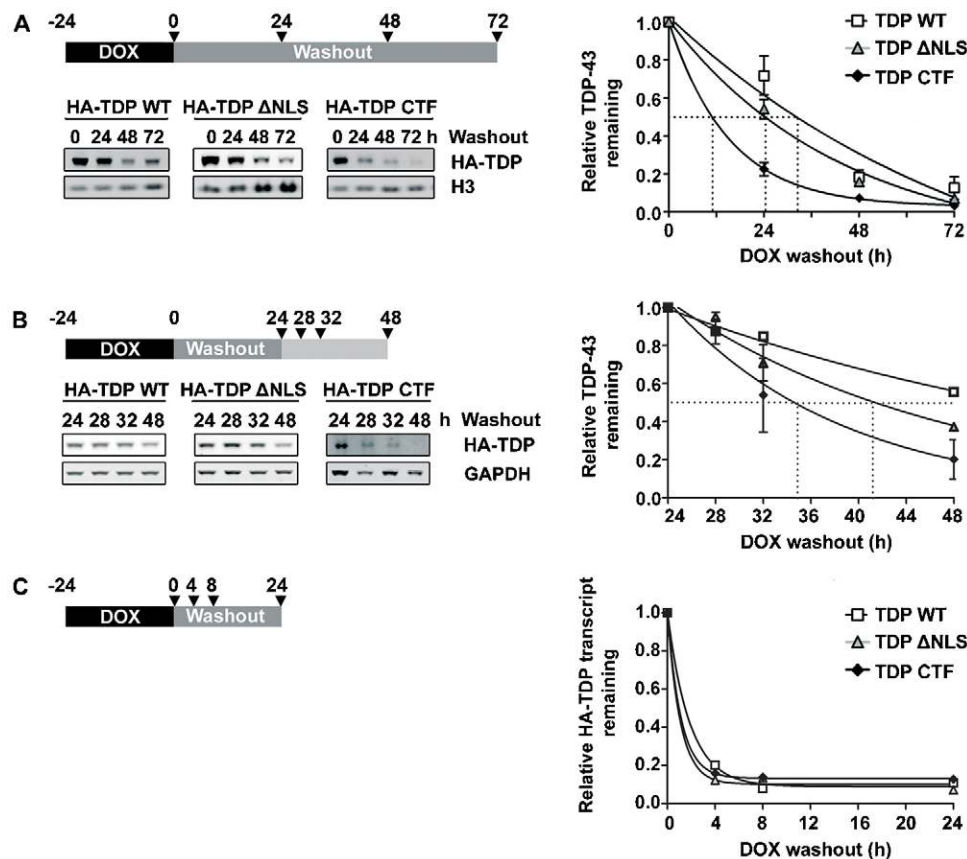 A
-24 0 24 48 72
DOX Washout
HA-TDP WT HA-TDP ΔNLS HA-TDP CTF
0 24 48 72 0 24 48 72 0 24 48 72 h Washout
HA-TDP
H3
Relative TDP-43 remaining
1.0
0.8
0.6
0.4
0.2
0.0
0 24 48 72
DOX washout (h)
TDP WT
TDP ΔNLS
TDP CTF
B
-24 0 24 28 32 48
DOX Washout
HA-TDP WT HA-TDP ΔNLS HA-TDP CTF
24 28 32 48 24 28 32 48 24 28 32 48 h Washout
HA-TDP
GAPDH
Relative TDP-43 remaining
1.0
0.8
0.6
0.4
0.2
0.0
24 28 32 36 40 44 48
DOX washout (h)
C
-24 0 4 8 24
DOX Washout
Relative HA-TDP transcript remaining
1.0
0.8
0.6
0.4
0.2
0.0
0 4 8 12 16 20 24
DOX washout (h)
TDP WT
TDP ΔNLS
TDP CTF